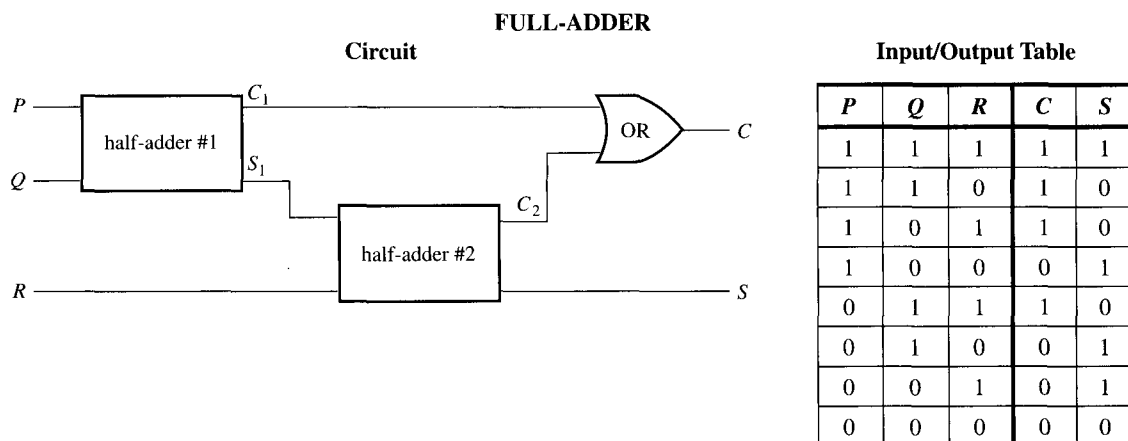 FULL-ADDER
Circuit
P
Q
R
half-adder #1
C₁
S₁
half-adder #2
C₂
OR
C
S
Input/Output Table
P Q R C S
1 1 1 1 1
1 1 0 1 0
1 0 1 1 0
1 0 0 0 1
0 1 1 1 0
0 1 0 0 1
0 0 1 0 1
0 0 0 0 0